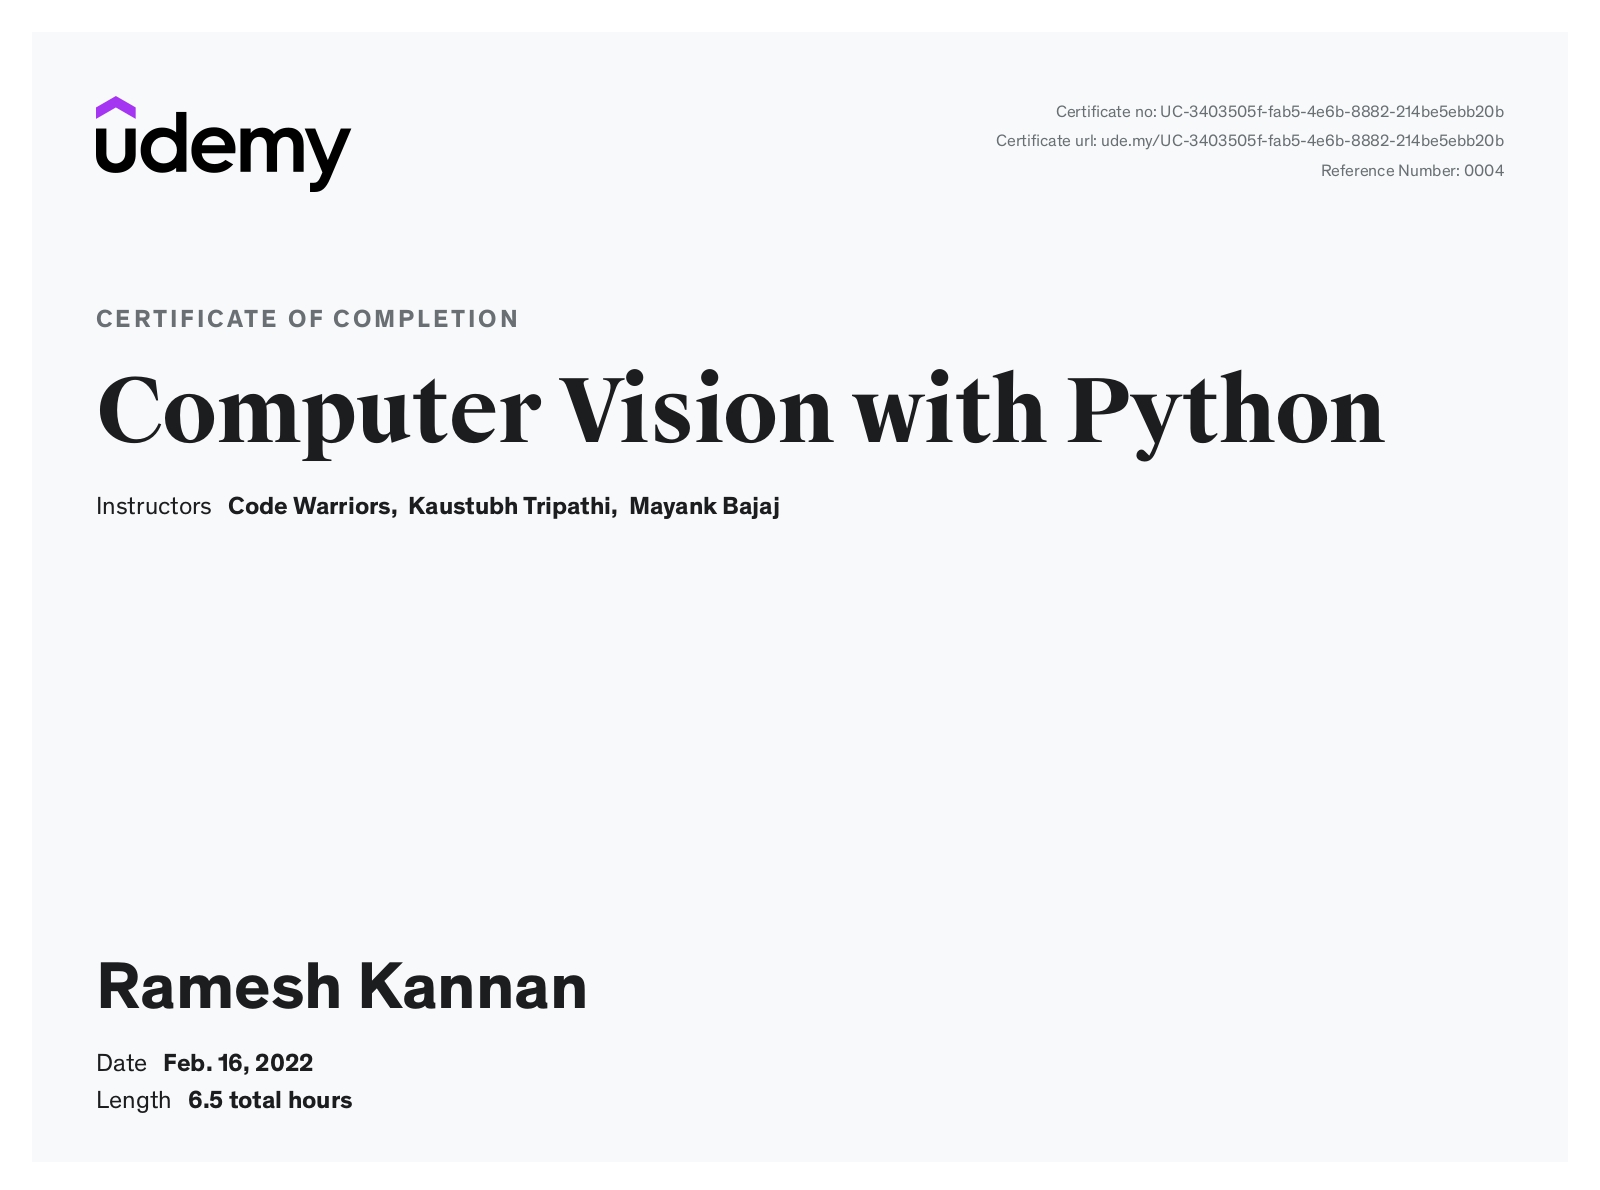 udemy
Certificate no: UC-3403505f-fab5-4e6b-8882-214be5ebb20b
Certificate url: ude.my/UC-3403505f-fab5-4e6b-8882-214be5ebb20b
Reference Number: 0004
CERTIFICATE OF COMPLETION
Computer Vision with Python
Instructors Code Warriors, Kaustubh Tripathi, Mayank Bajaj
Ramesh Kannan
Date Feb. 16, 2022
Length 6.5 total hours